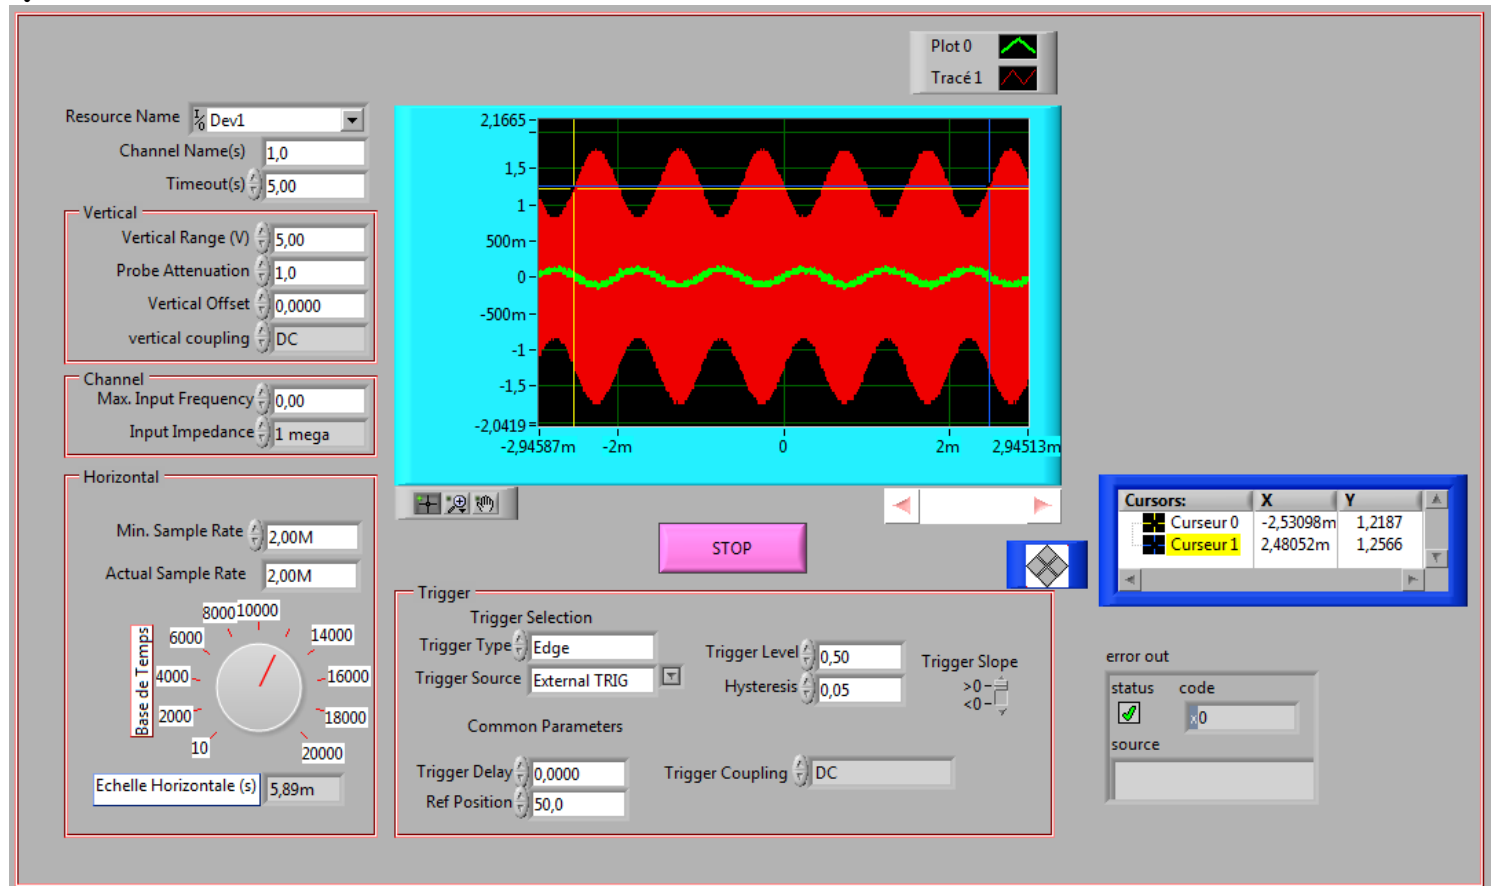 Plot 0
Tracé 1
Resource Name I/0 Dev1
Channel Name(s) 1,0
Timeout(s) 5,00
Vertical
Vertical Range (V) 5,00
Probe Attenuation 1,0
Vertical Offset 0,0000
vertical coupling DC
Channel
Max. Input Frequency 0,00
Input Impedance 1 mega
Horizontal
Min. Sample Rate 2,00M
Actual Sample Rate 2,00M
Base de Temps
10
2000
4000
6000
8000
10000
14000
16000
18000
20000
Echelle Horizontale (s) 5,89m
2,1665
1,5
1
500m
0
-500m
-1
-1,5
-2,0419
-2,94587m -2m 0 2m 2,94513m
STOP
Cursors: X Y
Curseur 0 -2,53098m 1,2187
Curseur 1 2,48052m 1,2566
Trigger
Trigger Selection
Trigger Type Edge
Trigger Source External TRIG
Trigger Level 0,50
Hysteresis 0,05
Trigger Slope
>0
<0
Common Parameters
Trigger Delay 0,0000
Ref Position 50,0
Trigger Coupling DC
error out
status code
x0
source